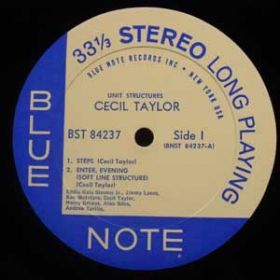 33⅓ STEREO LONG PLAYING
BLUE NOTE RECORDS INC • NEW YORK USA
UNIT STRUCTURES
CECIL TAYLOR
BST 84237
Side 1
(BNST 84237-A)
1. STEPS (Cecil Taylor)
2. ENTER, EVENING
(SOFT LINE STRUCTURE)
(Cecil Taylor)
Eddie Gale Stevens Jr., Jimmy Lyons,
Ken McIntyre, Cecil Taylor,
Henry Grimes, Alan Silva,
Andrew Cyrille.
BLUE
NOTE